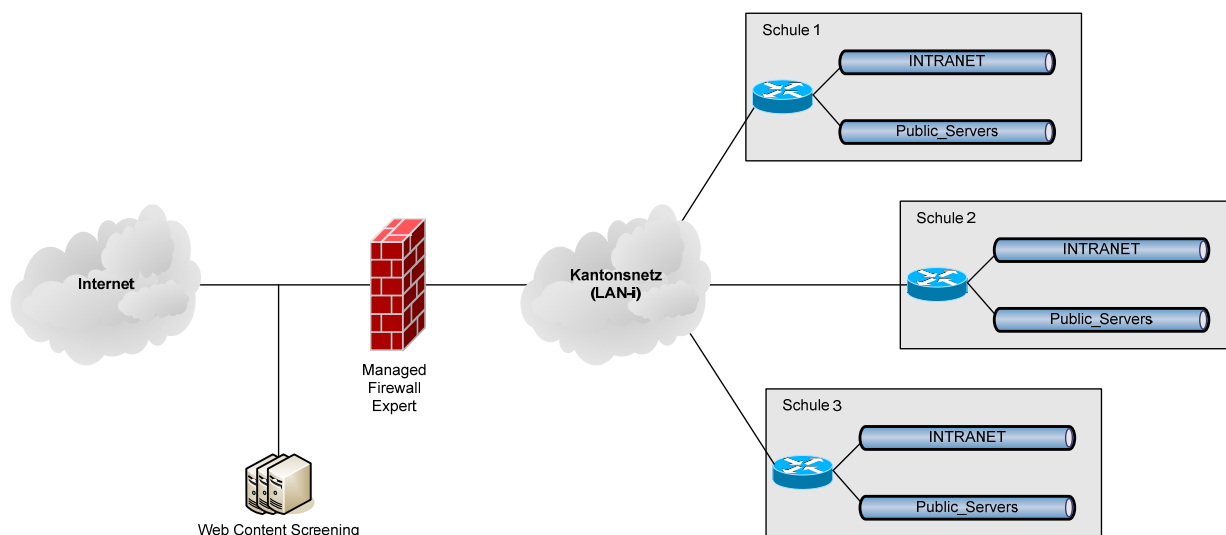 Schule 1
INTRANET
Public_Servers
Schule 2
INTRANET
Public_Servers
Internet
Kantonsnetz
(LAN-i)
Managed
Firewall
Expert
Schule 3
INTRANET
Public_Servers
Web Content Screening